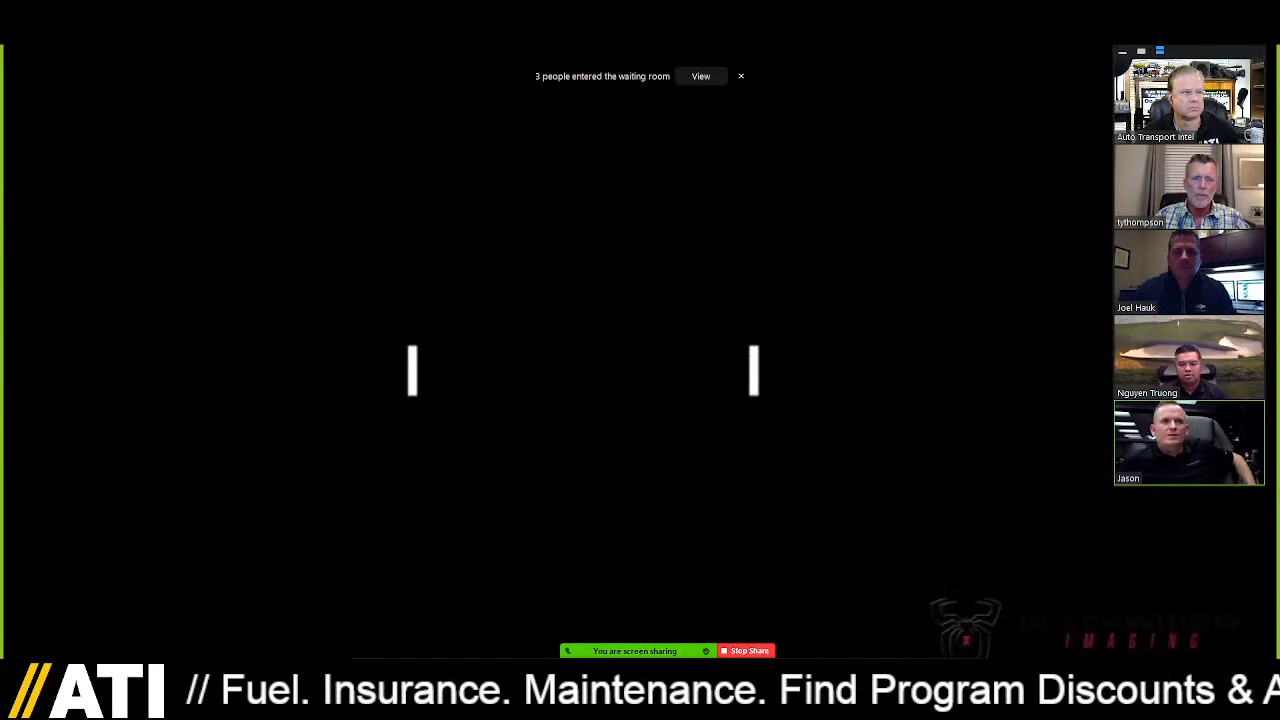 3 people entered the waiting room View ×
Auto Transport Intel
tythompson
Joel Hauk
Nguyen Truong
Jason
IMAGING
You are screen sharing Stop Share
//ATI // Fuel. Insurance. Maintenance. Find Program Discounts & A